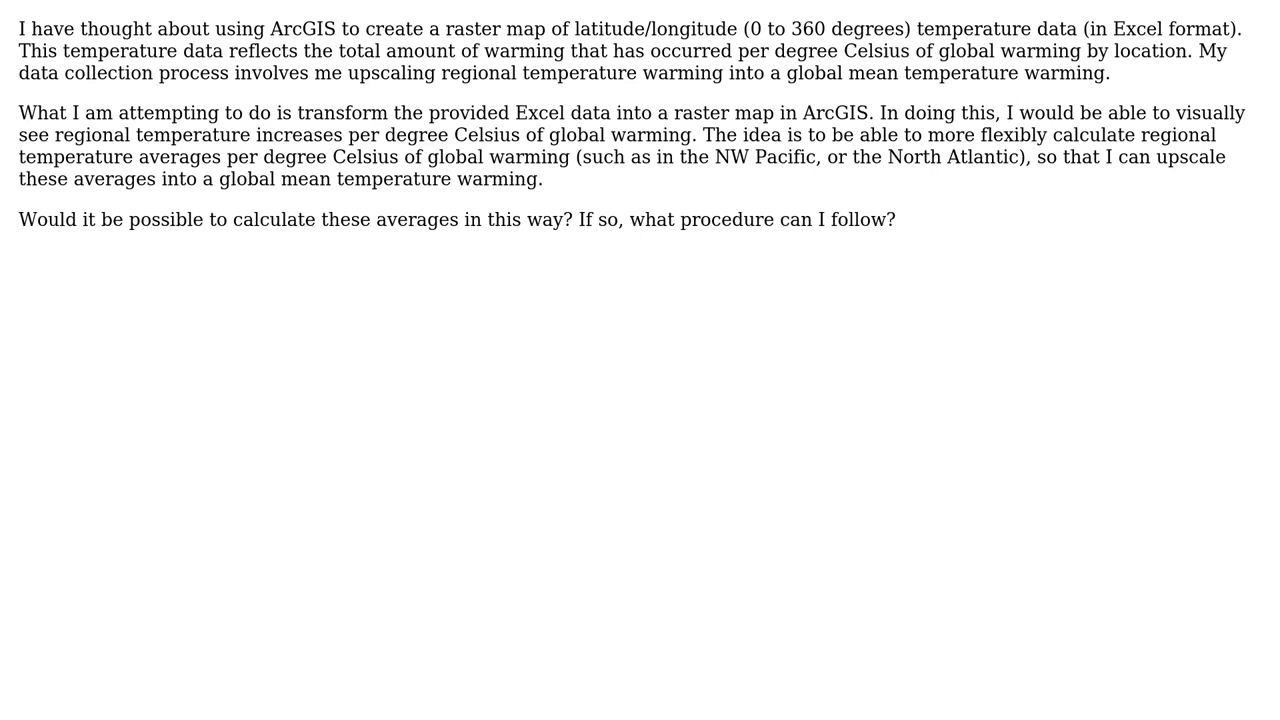 I have thought about using ArcGIS to create a raster map of latitude/longitude (0 to 360 degrees) temperature data (in Excel format).
This temperature data reflects the total amount of warming that has occurred per degree Celsius of global warming by location. My
data collection process involves me upscaling regional temperature warming into a global mean temperature warming.
What I am attempting to do is transform the provided Excel data into a raster map in ArcGIS. In doing this, I would be able to visually
see regional temperature increases per degree Celsius of global warming. The idea is to be able to more flexibly calculate regional
temperature averages per degree Celsius of global warming (such as in the NW Pacific, or the North Atlantic), so that I can upscale
these averages into a global mean temperature warming.
Would it be possible to calculate these averages in this way? If so, what procedure can I follow?